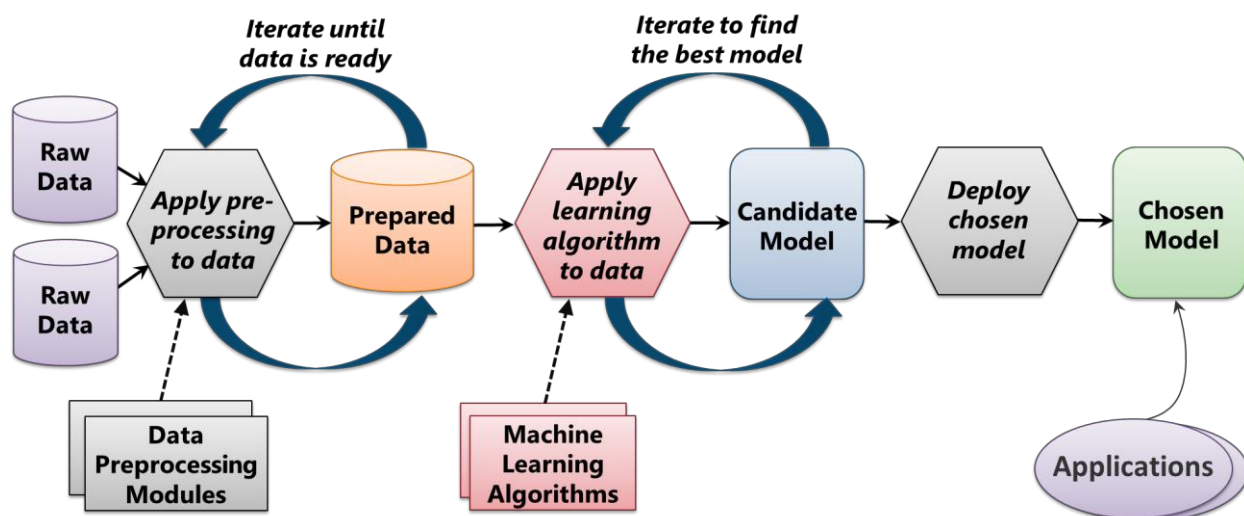 Iterate until
data is ready
Iterate to find
the best model
Raw
Data
Raw
Data
Apply pre-
processing
to data
Prepared
Data
Apply
learning
algorithm
to data
Candidate
Model
Deploy
chosen
model
Chosen
Model
Data
Preprocessing
Modules
Machine
Learning
Algorithms
Applications